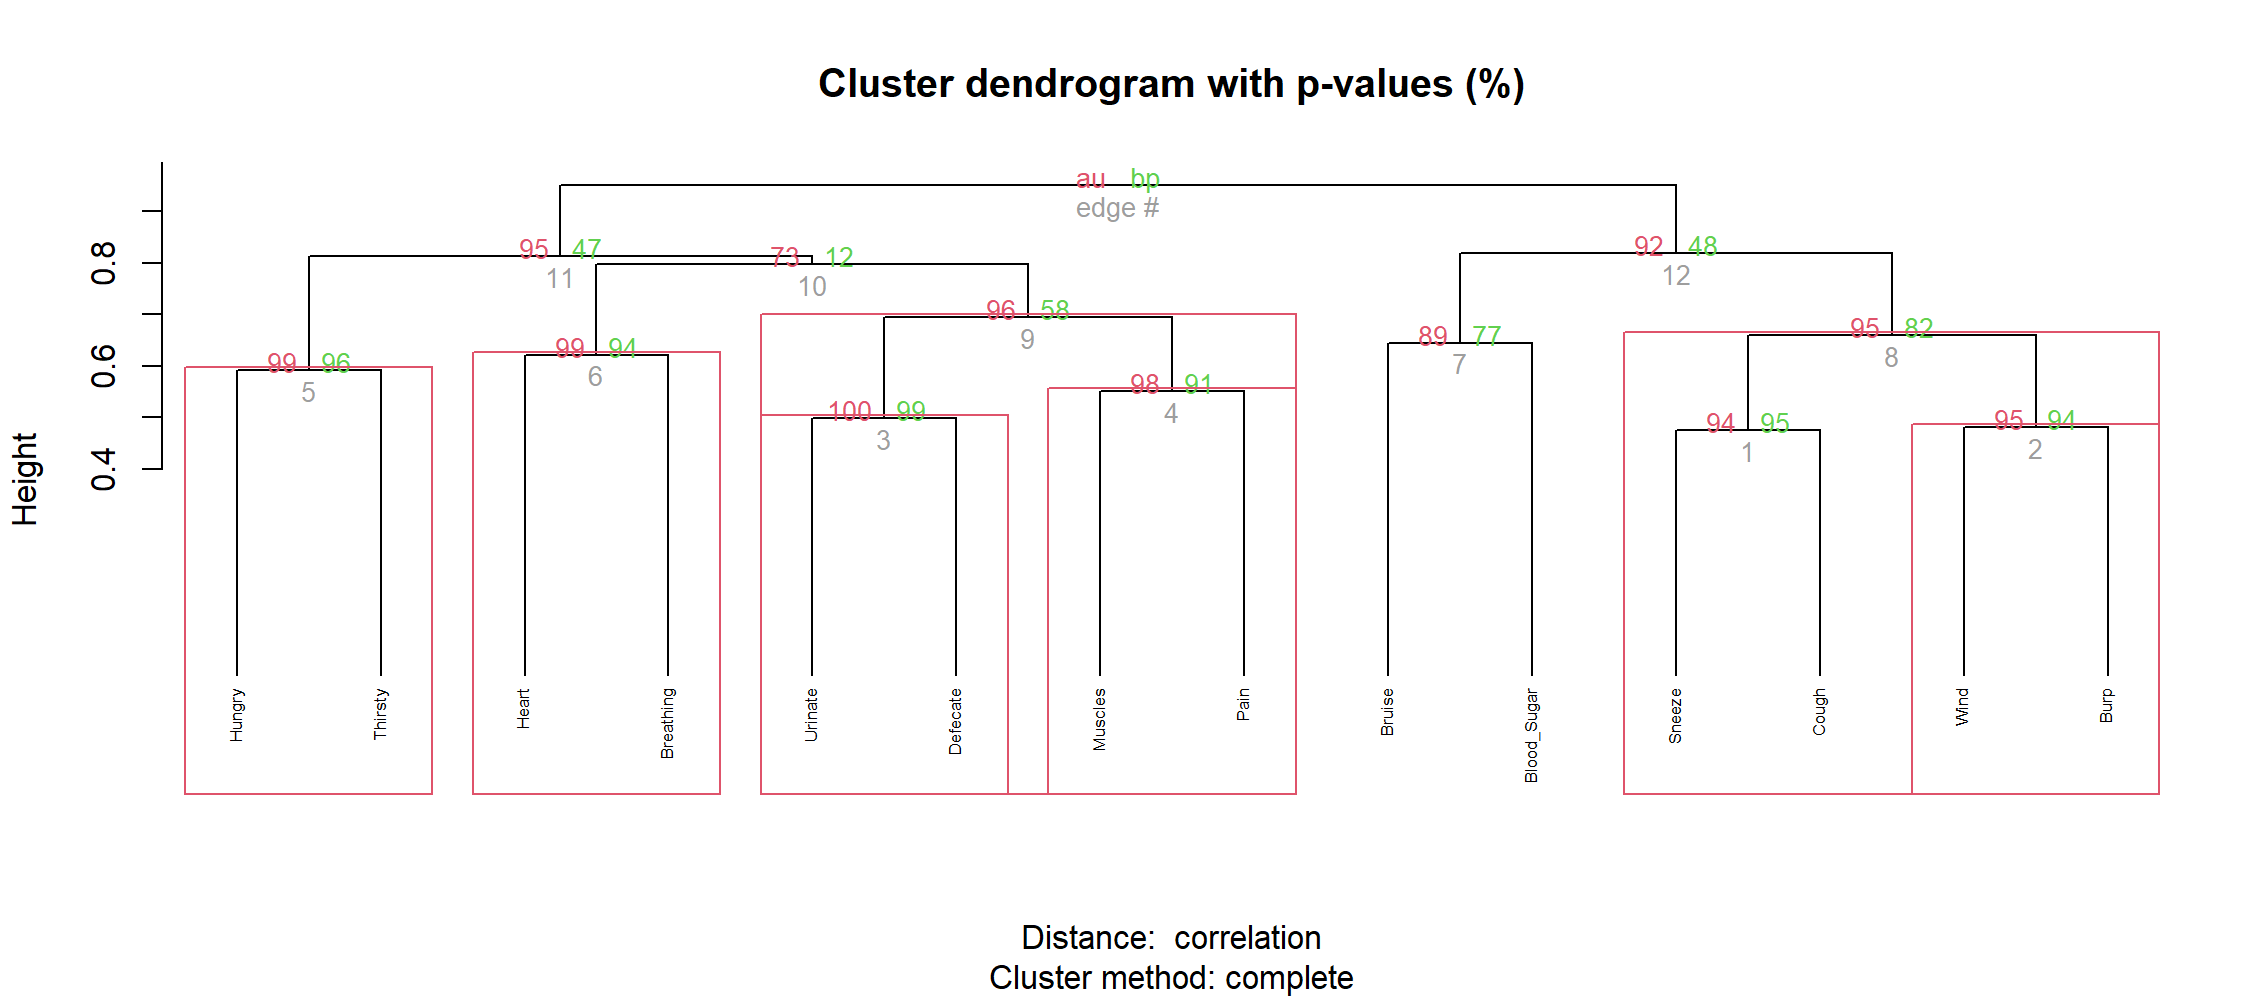 Cluster dendrogram with p-values (%)
au bp
edge #
95 47
11
73 12
10
92 48
12
96 58
9
95 82
8
89 77
7
99 94
6
99 96
5
98 91
4
100 99
3
94 95
1
95 94
2
Height
0.8
0.6
0.4
Hungry
Thirsty
Heart
Breathing
Urinate
Defecate
Muscles
Pain
Bruise
Blood_Sugar
Sneeze
Cough
Wind
Burp
Distance: correlation
Cluster method: complete